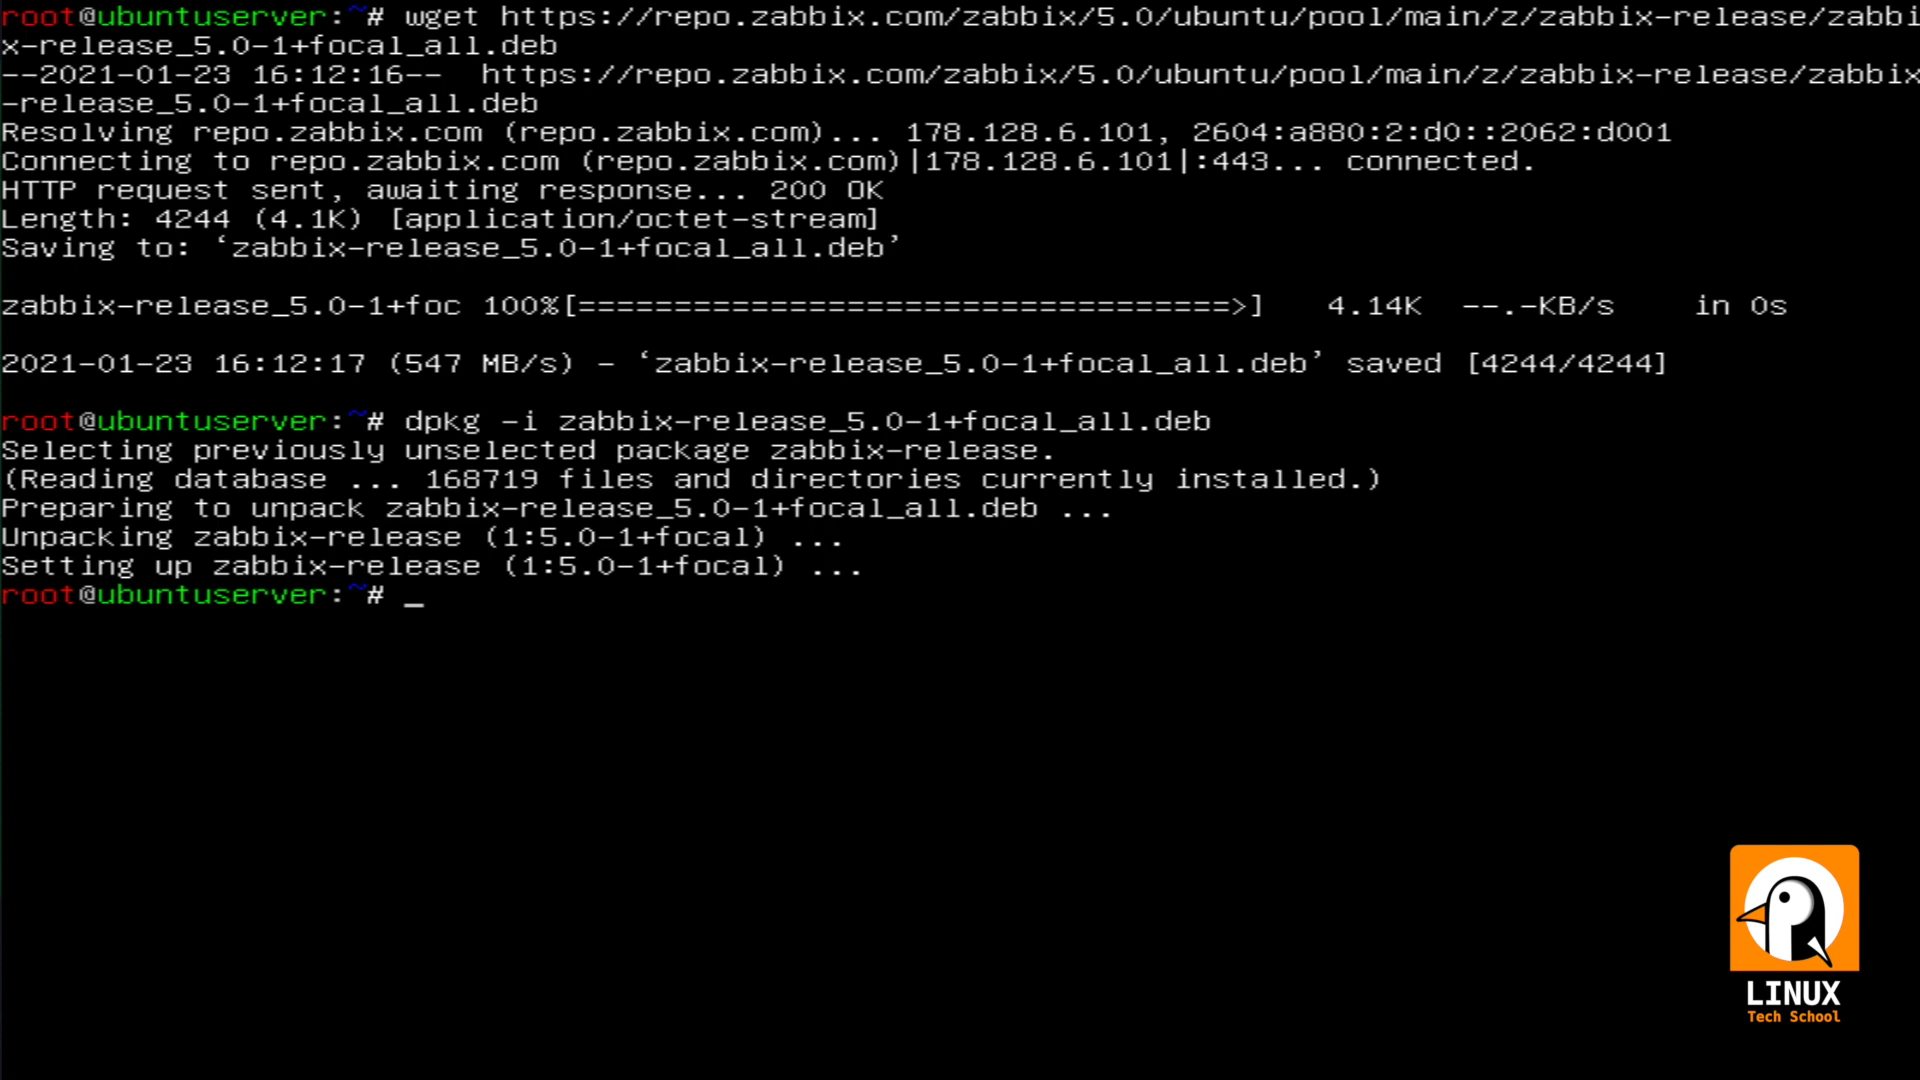 root@ubuntuserver:~# wget https://repo.zabbix.com/zabbix/5.0/ubuntu/pool/main/z/zabbix-release/zabbi
x-release_5.0-1+focal_all.deb
--2021-01-23 16:12:16--  https://repo.zabbix.com/zabbix/5.0/ubuntu/pool/main/z/zabbix-release/zabbix
-release_5.0-1+focal_all.deb
Resolving repo.zabbix.com (repo.zabbix.com)... 178.128.6.101, 2604:a880:2:d0::2062:d001
Connecting to repo.zabbix.com (repo.zabbix.com)|178.128.6.101|:443... connected.
HTTP request sent, awaiting response... 200 OK
Length: 4244 (4.1K) [application/octet-stream]
Saving to: ‘zabbix-release_5.0-1+focal_all.deb’
zabbix-release_5.0-1+foc 100%[==================================>]   4.14K  --.-KB/s    in 0s
2021-01-23 16:12:17 (547 MB/s) - ‘zabbix-release_5.0-1+focal_all.deb’ saved [4244/4244]
root@ubuntuserver:~# dpkg -i zabbix-release_5.0-1+focal_all.deb
Selecting previously unselected package zabbix-release.
(Reading database ... 168719 files and directories currently installed.)
Preparing to unpack zabbix-release_5.0-1+focal_all.deb ...
Unpacking zabbix-release (1:5.0-1+focal) ...
Setting up zabbix-release (1:5.0-1+focal) ...
root@ubuntuserver:~# _
LINUX
Tech School